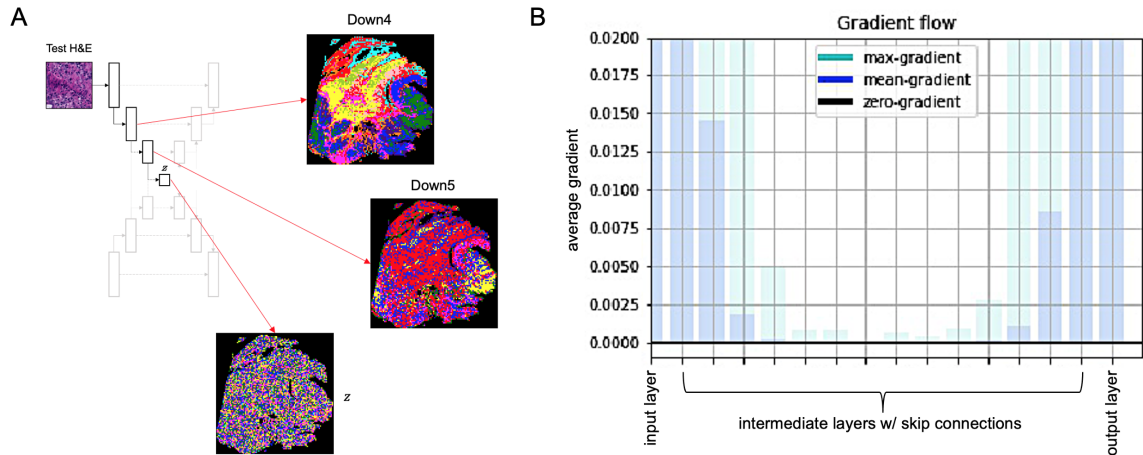 A
Test H&E
Down4
z
Down5
z
B
Gradient flow
max-gradient
mean-gradient
zero-gradient
average gradient
0.0200
0.0175
0.0150
0.0125
0.0100
0.0075
0.0050
0.0025
0.0000
input layer
intermediate layers w/ skip connections
output layer